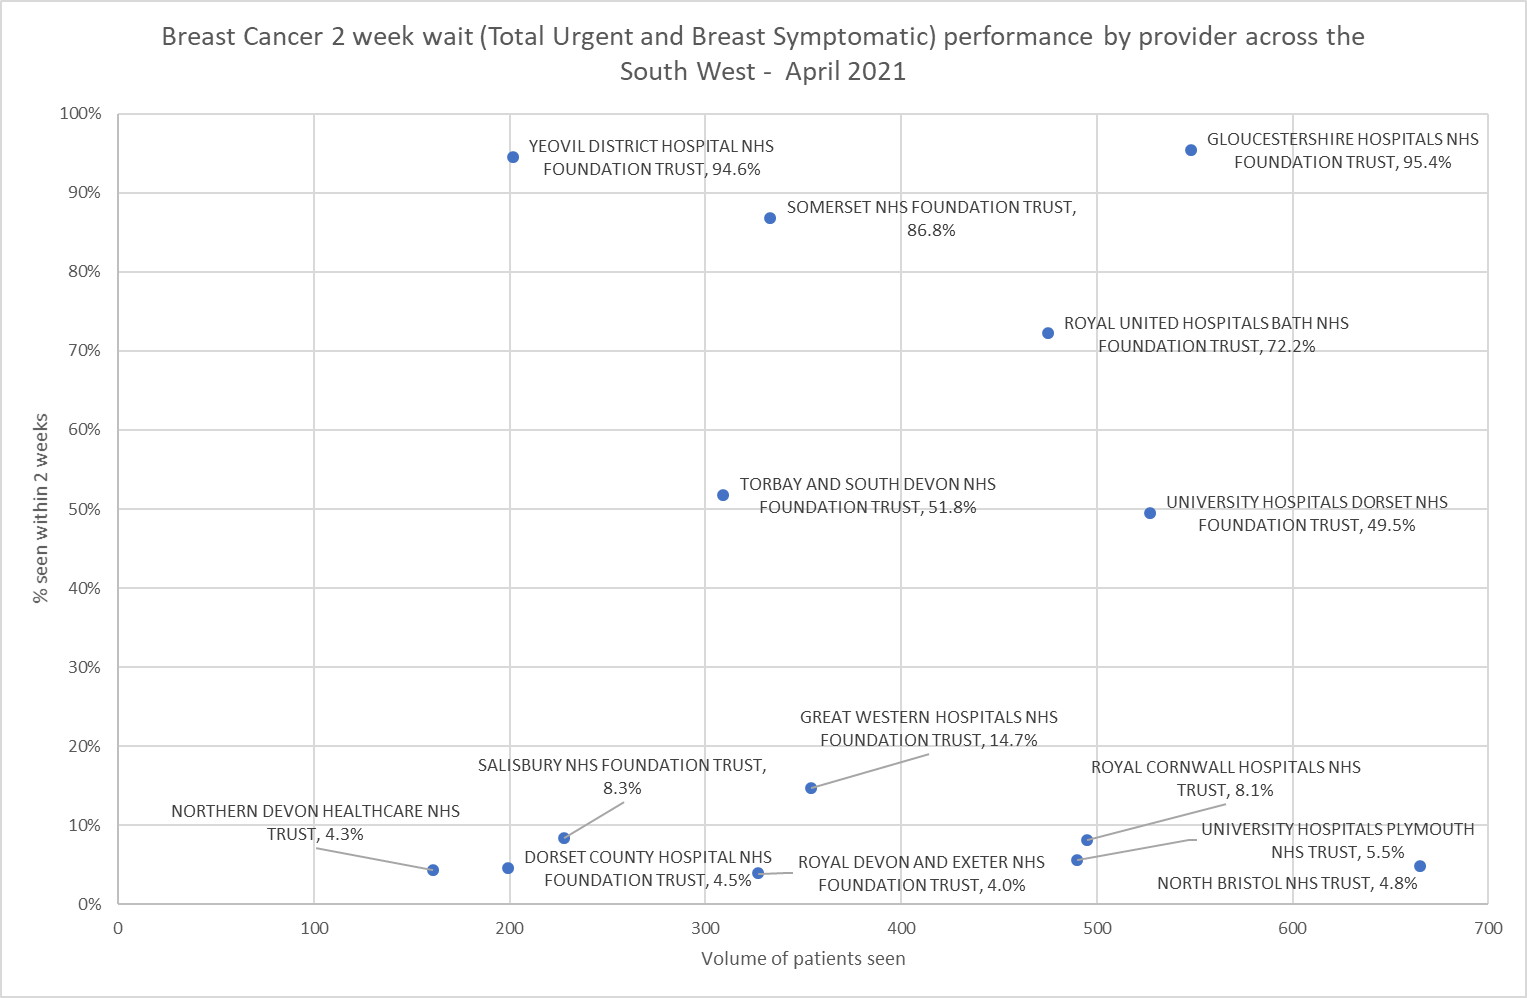 Breast Cancer 2 week wait (Total Urgent and Breast Symptomatic) performance by provider across the
South West - April 2021
100%
90%
80%
70%
60%
50%
40%
30%
20%
10%
0%
% seen within 2 weeks
YEOVIL DISTRICT HOSPITAL NHS
FOUNDATION TRUST, 94.6%
GLOUCESTERSHIRE HOSPITALS NHS
FOUNDATION TRUST, 95.4%
SOMERSET NHS FOUNDATION TRUST,
86.8%
ROYAL UNITED HOSPITALS BATH NHS
FOUNDATION TRUST, 72.2%
TORBAY AND SOUTH DEVON NHS
FOUNDATION TRUST, 51.8%
UNIVERSITY HOSPITALS DORSET NHS
FOUNDATION TRUST, 49.5%
GREAT WESTERN HOSPITALS NHS
FOUNDATION TRUST, 14.7%
SALISBURY NHS FOUNDATION TRUST,
8.3%
ROYAL CORNWALL HOSPITALS NHS
TRUST, 8.1%
NORTHERN DEVON HEALTHCARE NHS
TRUST, 4.3%
UNIVERSITY HOSPITALS PLYMOUTH
NHS TRUST, 5.5%
DORSET COUNTY HOSPITAL NHS
FOUNDATION TRUST, 4.5%
ROYAL DEVON AND EXETER NHS
FOUNDATION TRUST, 4.0%
NORTH BRISTOL NHS TRUST, 4.8%
0
100
200
300
400
500
600
700
Volume of patients seen